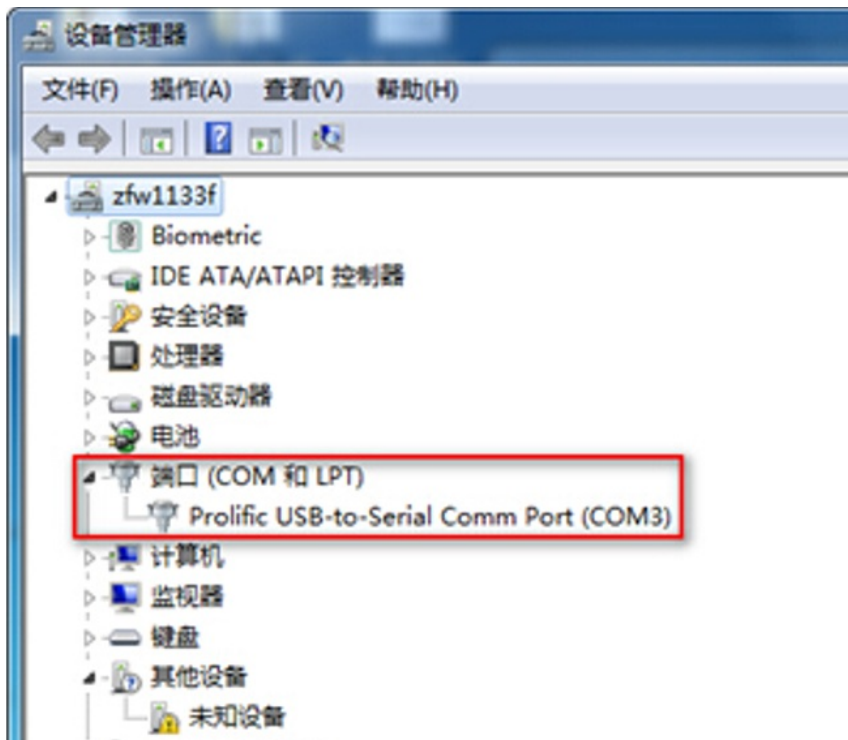 设备管理器
文件(F) 操作(A) 查看(V) 帮助(H)
zfw1133f
Biometric
IDE ATA/ATAPI 控制器
安全设备
处理器
磁盘驱动器
电池
端口 (COM 和 LPT)
Prolific USB-to-Serial Comm Port (COM3)
计算机
监视器
键盘
其他设备
未知设备